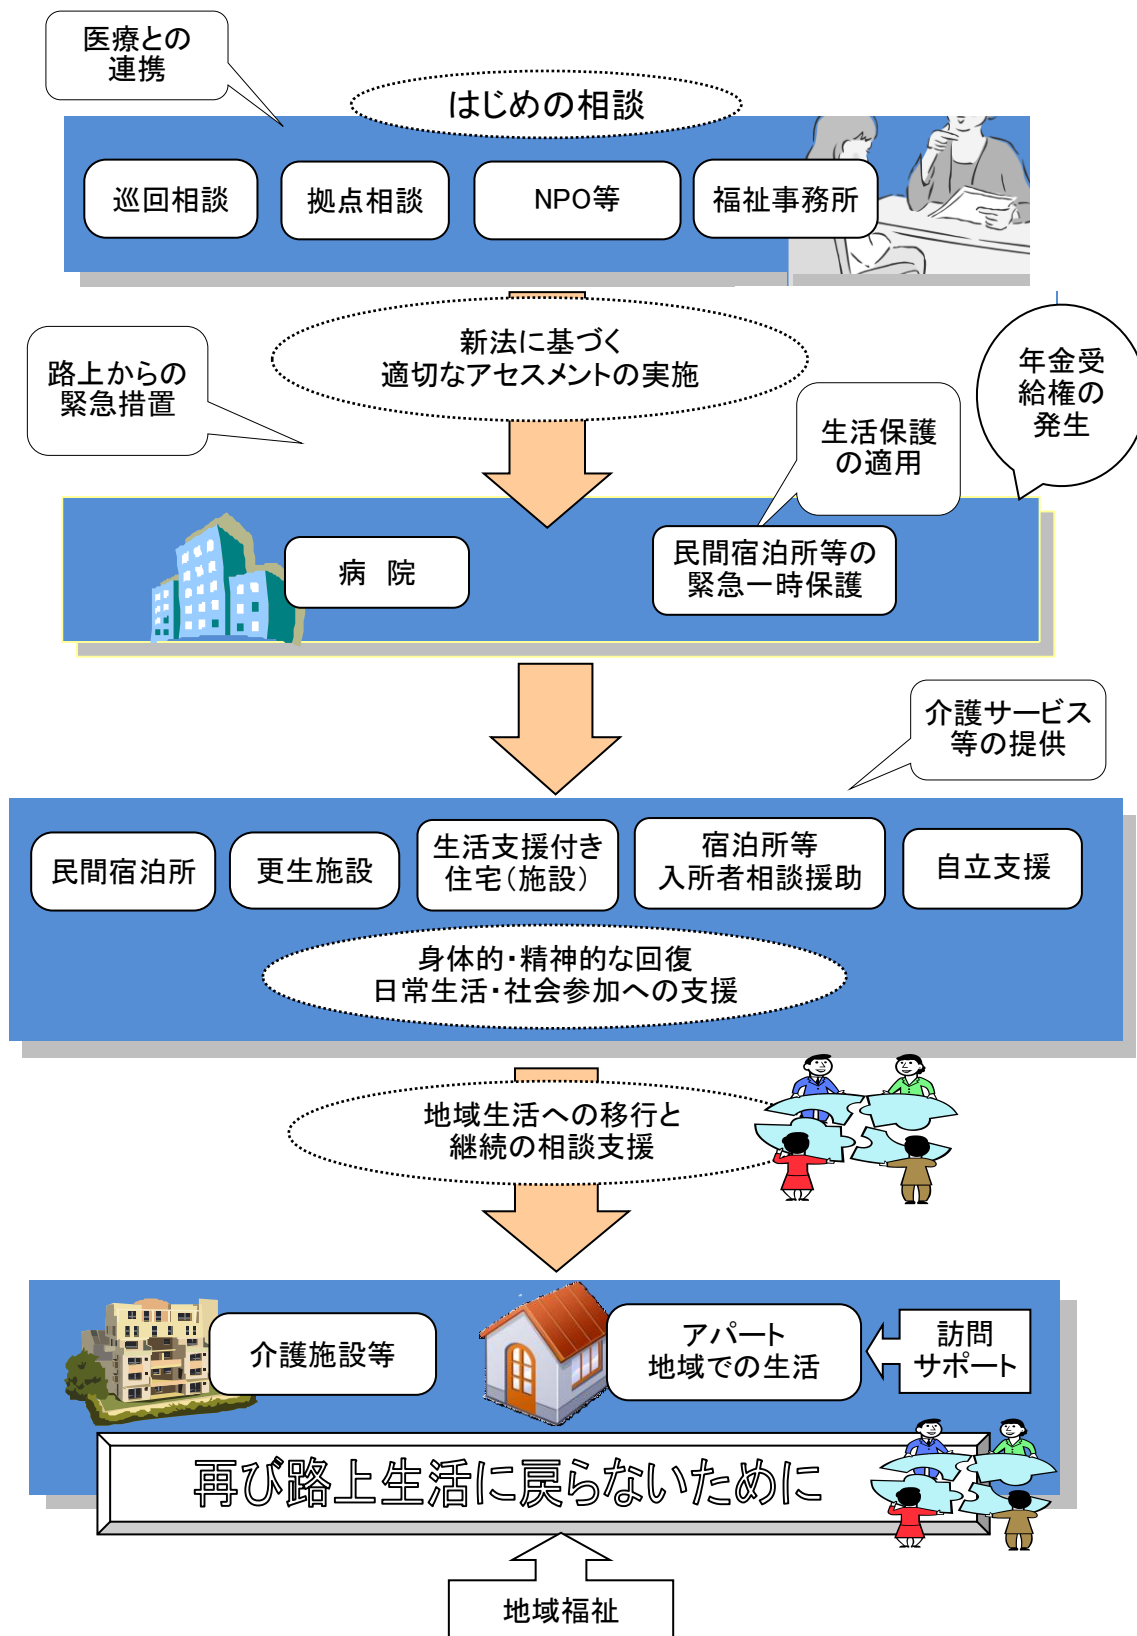 医療との
連携
はじめの相談
巡回相談
拠点相談
NPO等
福祉事務所
新法に基づく
適切なアセスメントの実施
路上からの
緊急措置
年金受
給権の
発生
生活保護
の適用
病 院
民間宿泊所等の
緊急一時保護
介護サービス
等の提供
民間宿泊所
更生施設
生活支援付き
住宅(施設)
宿泊所等
入所者相談援助
自立支援
身体的・精神的な回復
日常生活・社会参加への支援
地域生活への移行と
継続の相談支援
介護施設等
アパート
地域での生活
訪問
サポート
再び路上生活に戻らないために
地域福祉